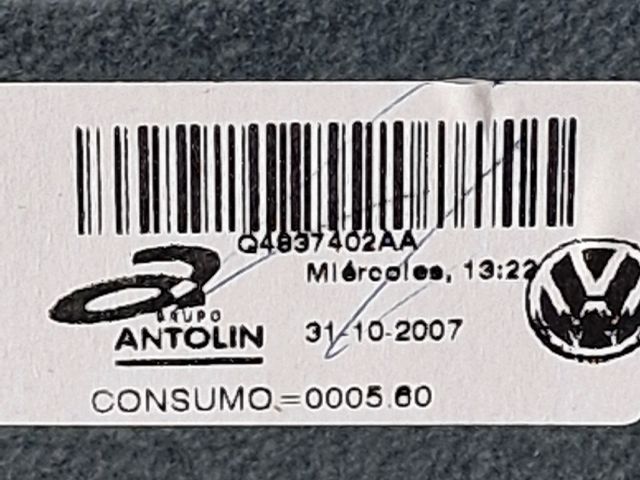 Q4837402AA
Miércoles, 13:22
GRUPO
ANTOLIN
31-10-2007
CONSUMO.=0005.60